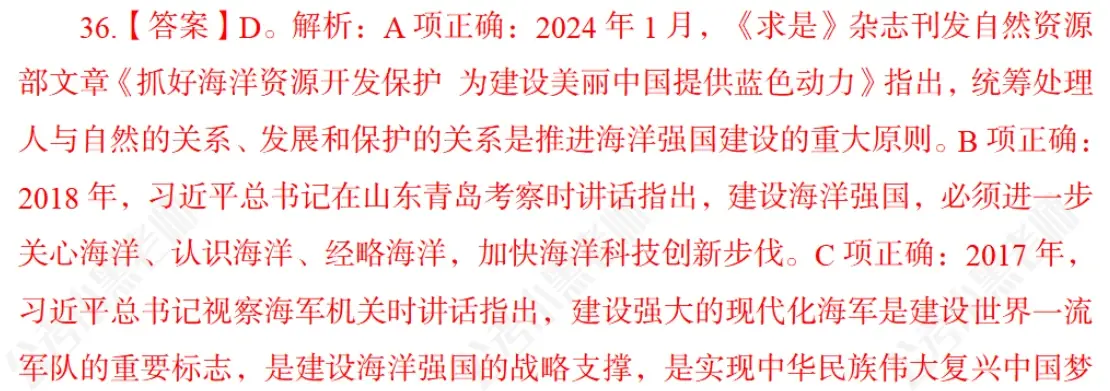 36.【答案】D。解析：A 项正确：2024 年 1 月，《求是》杂志刊发自然资源
部文章《抓好海洋资源开发保护 为建设美丽中国提供蓝色动力》指出，统筹处理
人与自然的关系、发展和保护的关系是推进海洋强国建设的重大原则。B 项正确：
2018 年，习近平总书记在山东青岛考察时讲话指出，建设海洋强国，必须进一步
关心海洋、认识海洋、经略海洋，加快海洋科技创新步伐。C 项正确：2017 年，
习近平总书记视察海军机关时讲话指出，建设强大的现代化海军是建设世界一流
军队的重要标志，是建设海洋强国的战略支撑，是实现中华民族伟大复兴中国梦